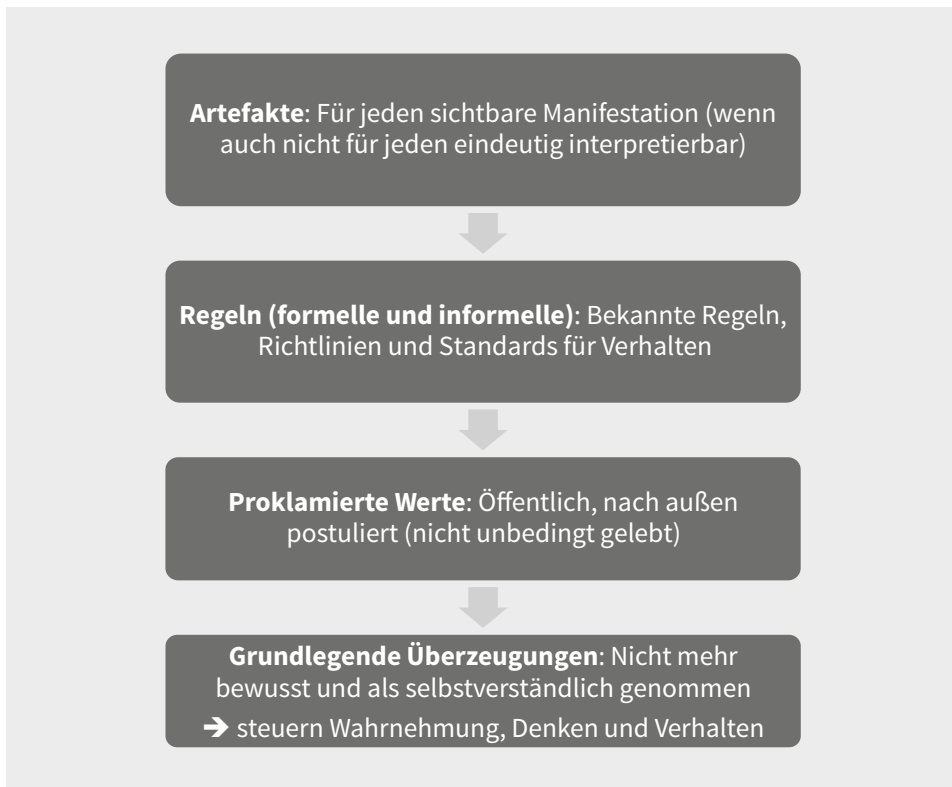 Artefakte: Für jeden sichtbare Manifestation (wenn
auch nicht für jeden eindeutig interpretierbar)
Regeln (formelle und informelle): Bekannte Regeln,
Richtlinien und Standards für Verhalten
Proklamierte Werte: Öffentlich, nach außen
postuliert (nicht unbedingt gelebt)
Grundlegende Überzeugungen: Nicht mehr
bewusst und als selbstverständlich genommen
➔ steuern Wahrnehmung, Denken und Verhalten